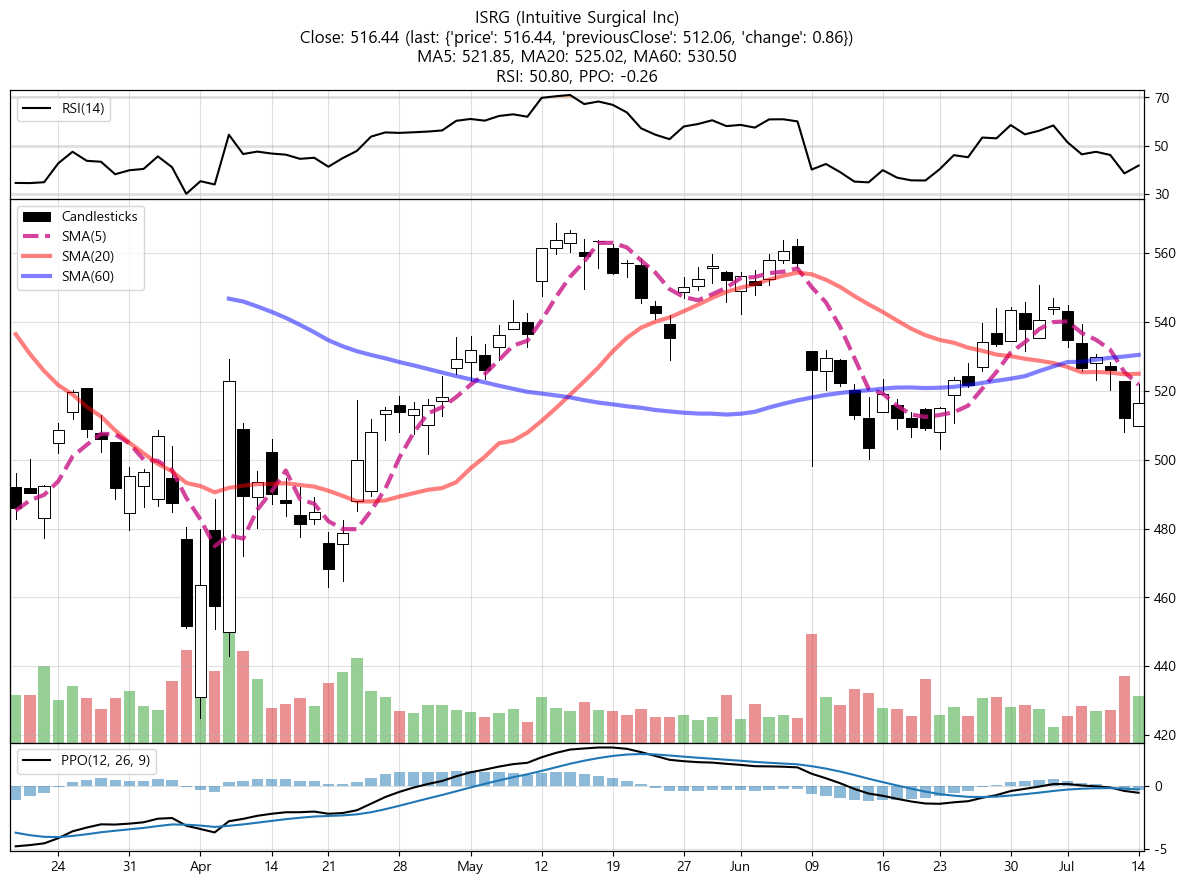 ISRG (Intuitive Surgical Inc)
Close: 516.44 (last: {'price': 516.44, 'previousClose': 512.06, 'change': 0.86})
MA5: 521.85, MA20: 525.02, MA60: 530.50
RSI: 50.80, PPO: -0.26
RSI(14)
70
50
30
Candlesticks
SMA(5)
SMA(20)
SMA(60)
560
540
520
500
480
460
440
420
PPO(12, 26, 9)
0
-5
24 31 Apr 14 21 28 May 12 19 27 Jun 09 16 23 30 Jul 14